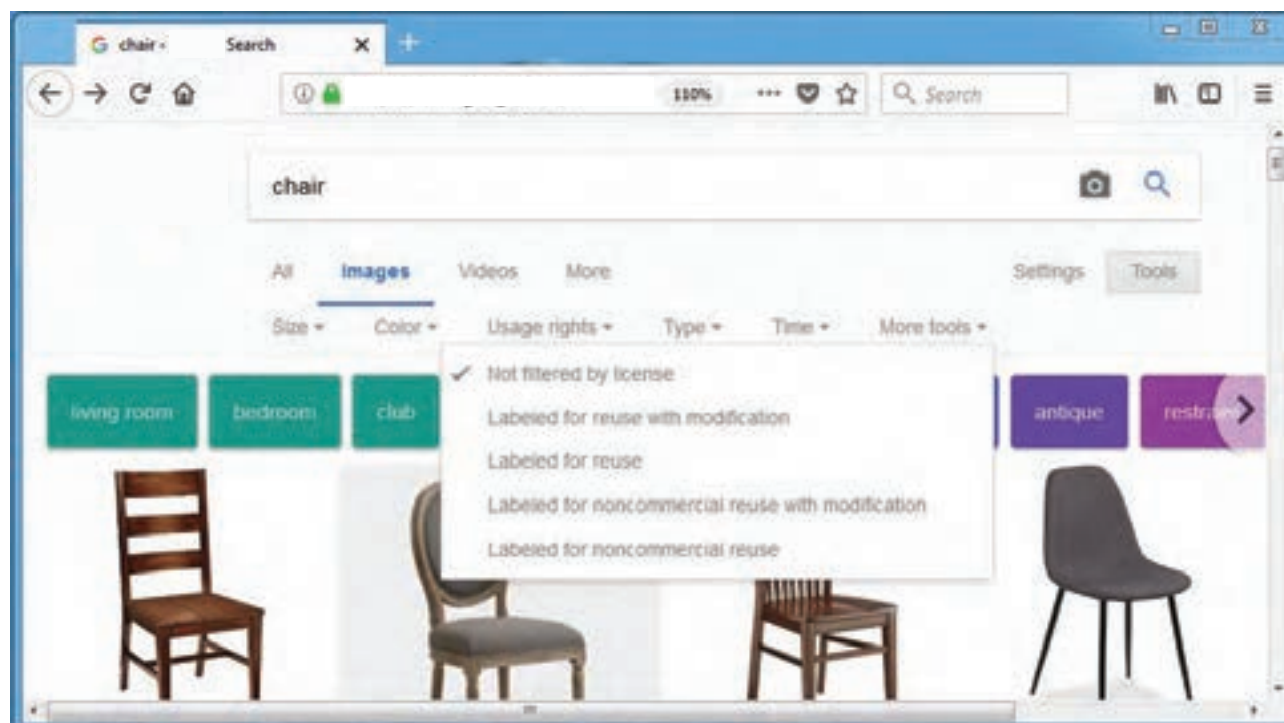 G chair - Search
110% Search
chair
All Images Videos More Settings Tools
Size Color Usage rights Type Time More tools
Not filtered by license
living room bedroom club antique
Labeled for reuse with modification
Labeled for reuse
Labeled for noncommercial reuse with modification
Labeled for noncommercial reuse